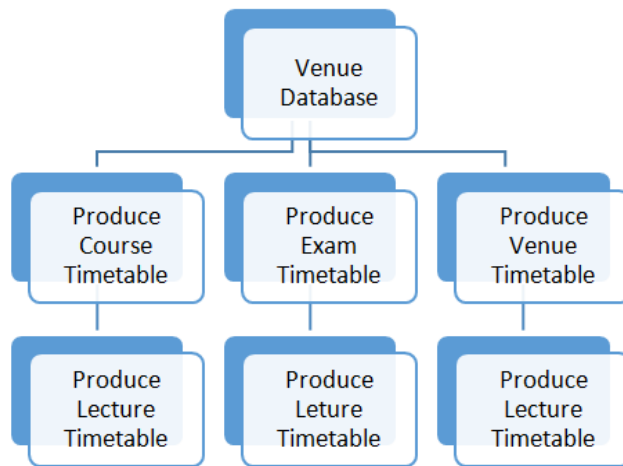 Venue
Database
Produce
Course
Timetable
Produce
Exam
Timetable
Produce
Venue
Timetable
Produce
Lecture
Timetable
Produce
Leture
Timetable
Produce
Lecture
Timetable